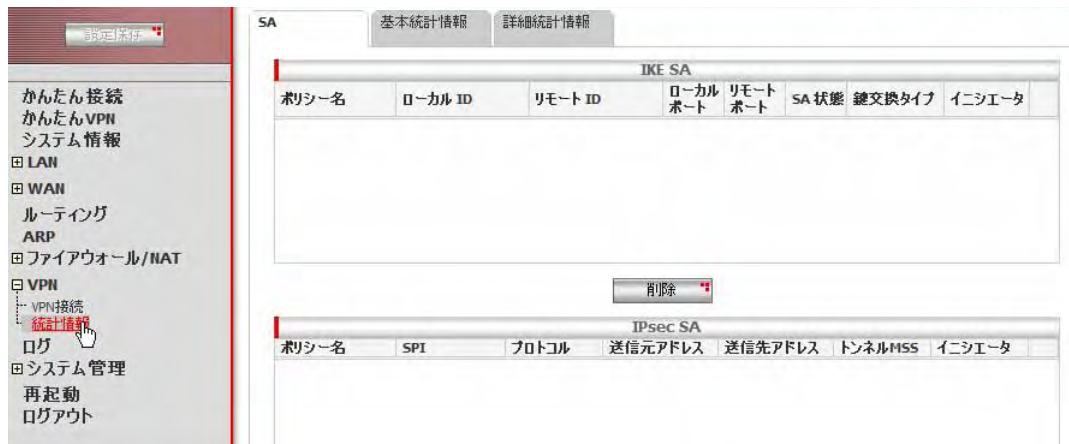 設定保存
かんたん接続
かんたんVPN
システム情報
LAN
WAN
ルーティング
ARP
ファイアウォール/NAT
VPN
VPN接続
統計情報
ログ
システム管理
再起動
ログアウト
SA 基本統計情報 詳細統計情報
IKE SA
ポリシー名 ローカル ID リモート ID ローカルポート リモートポート SA 状態 鍵交換タイプ イニシエータ
削除
IPsec SA
ポリシー名 SPI プロトコル 送信元アドレス 送信先アドレス トンネルMSS イニシエータ